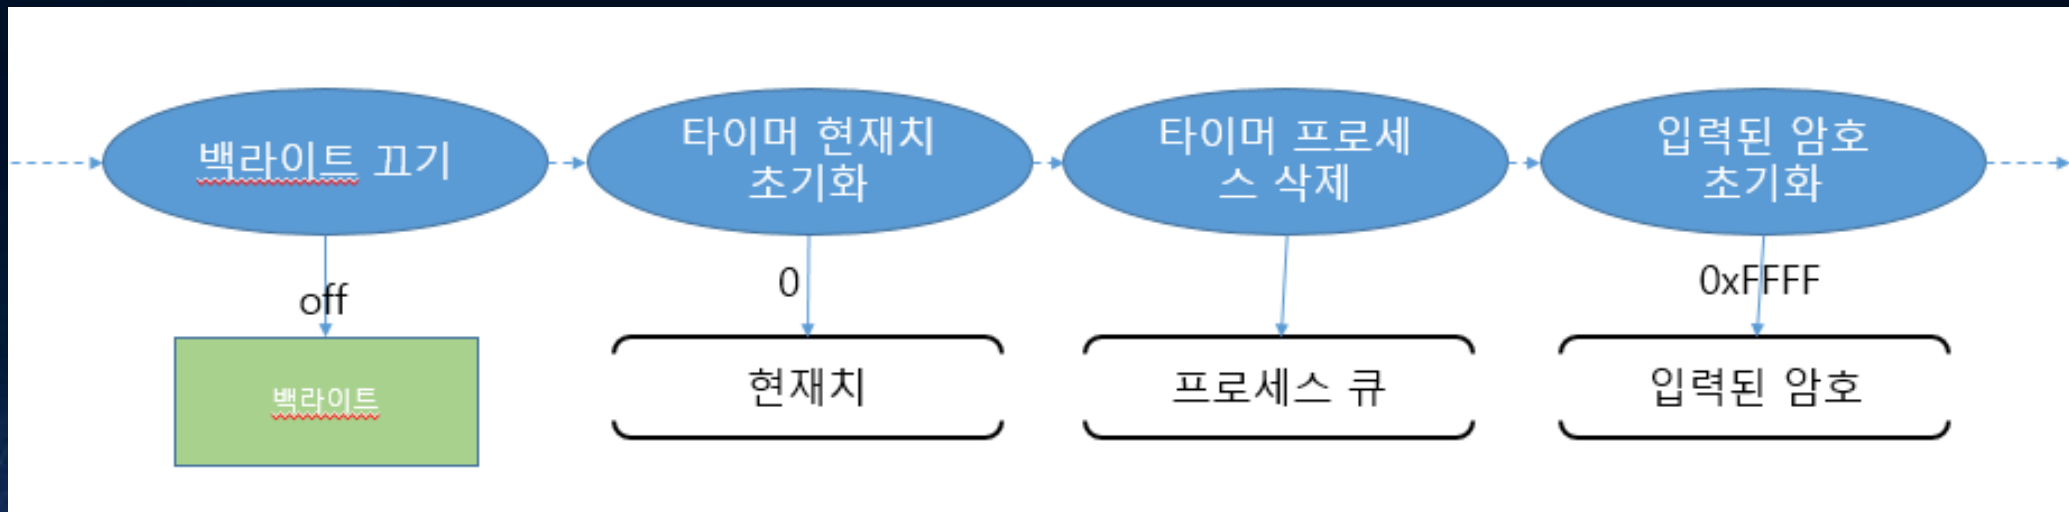 백라이트 끄기
타이머 현재치
초기화
타이머 프로세
스 삭제
입력된 암호
초기화
off
0
0xFFFF
백라이트
현재치
프로세스 큐
입력된 암호